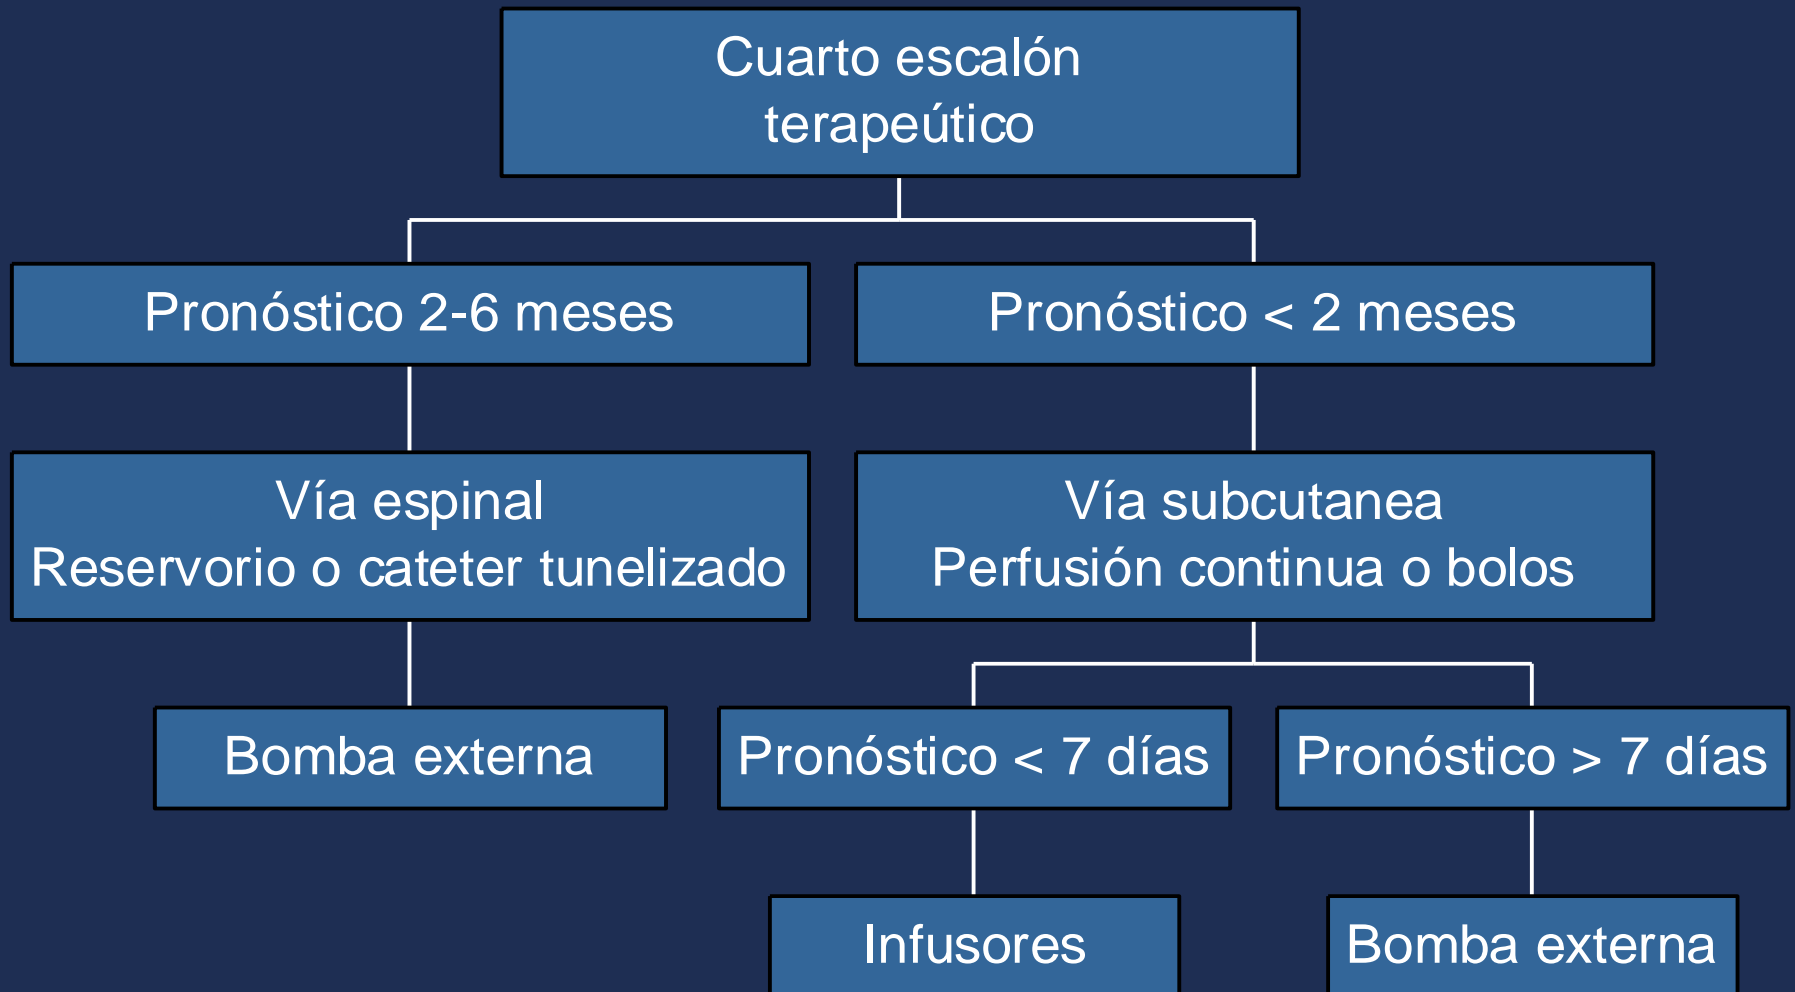 Cuarto escalón
terapeútico
Pronóstico 2-6 meses
Pronóstico < 2 meses
Vía espinal
Reservorio o cateter tunelizado
Vía subcutanea
Perfusión continua o bolos
Bomba externa
Pronóstico < 7 días
Pronóstico > 7 días
Infusores
Bomba externa